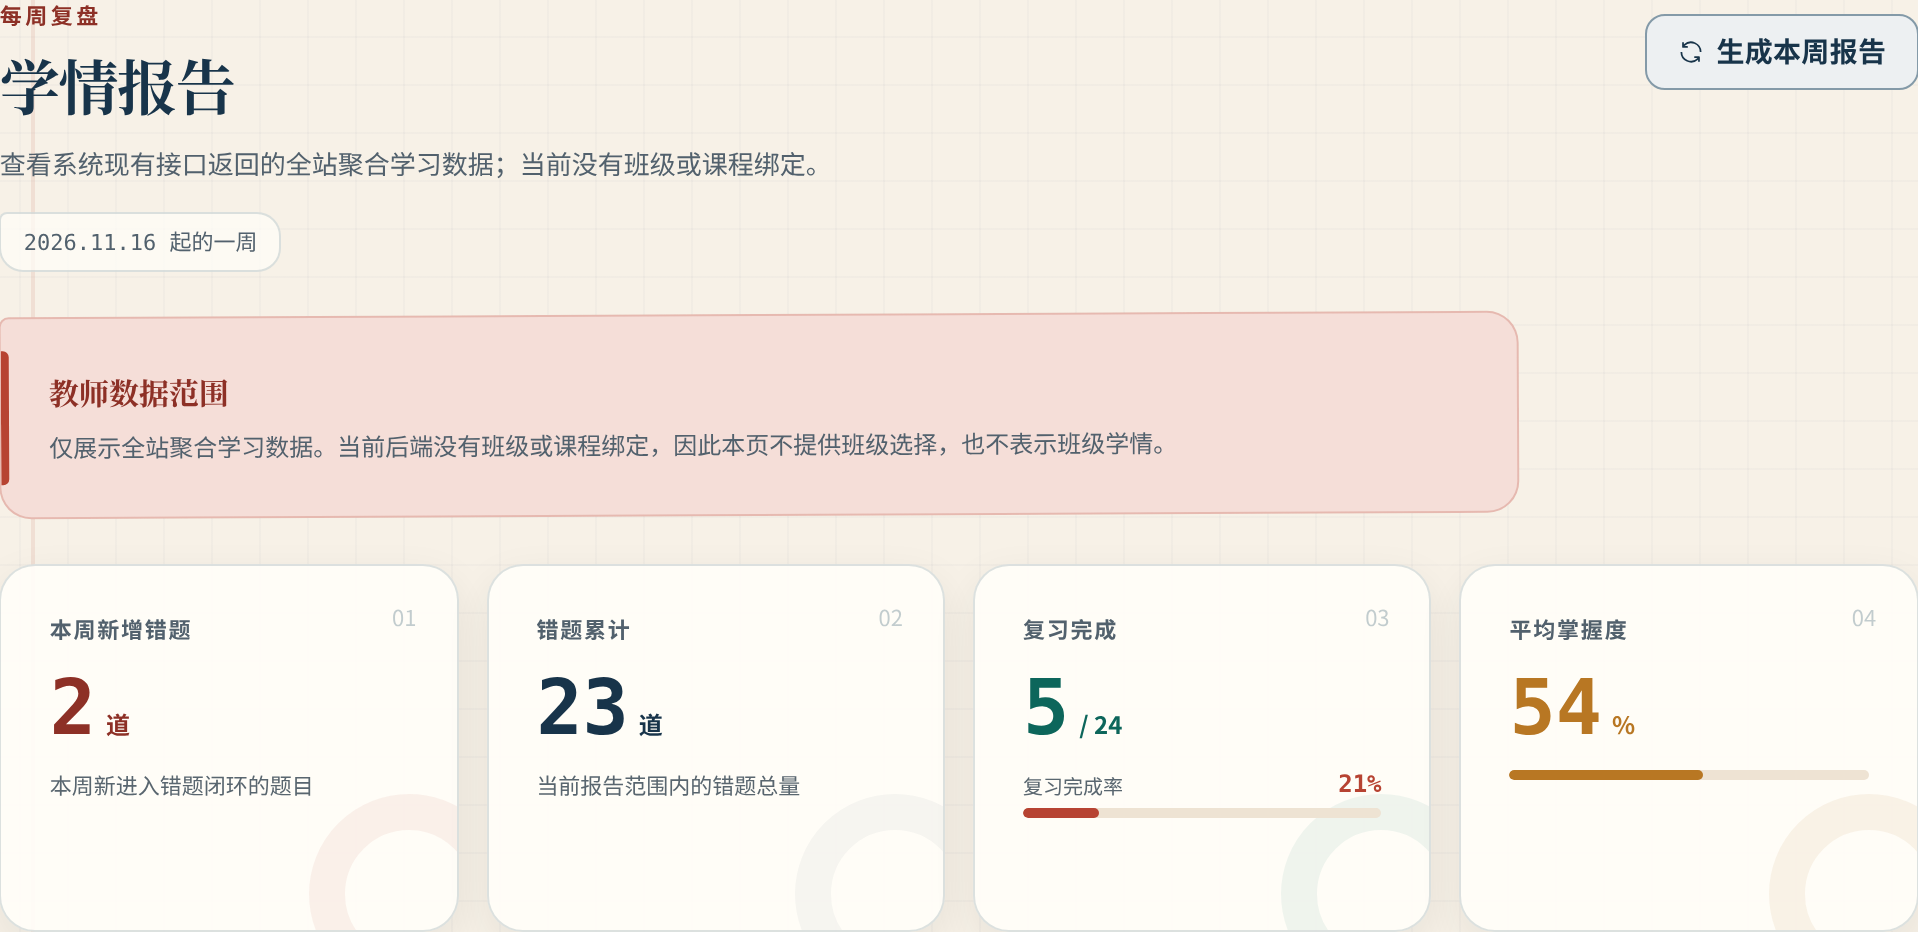 每周复盘
学情报告
生成本周报告
查看系统现有接口返回的全站聚合学习数据；当前没有班级或课程绑定。
2026.11.16 起的一周
教师数据范围
仅展示全站聚合学习数据。当前后端没有班级或课程绑定，因此本页不提供班级选择，也不表示班级学情。
本周新增错题
01
2 道
本周新进入错题闭环的题目
错题累计
02
23 道
当前报告范围内的错题总量
复习完成
03
5 / 24
复习完成率
21%
平均掌握度
04
54 %